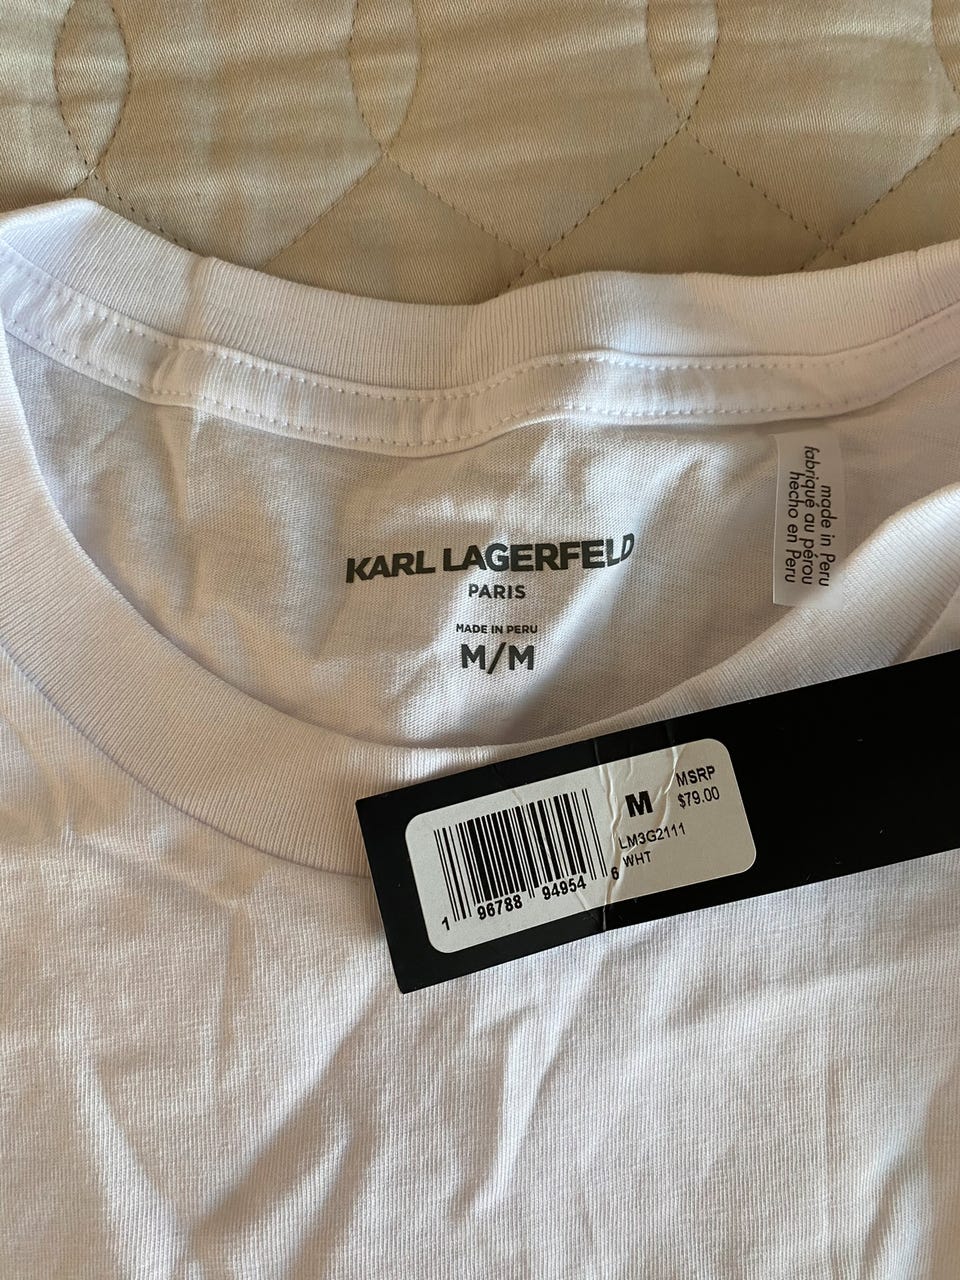 KARL LAGERFELD
PARIS
MADE IN PERU
M/M
made in Peru
fabriqué au pérou
hecho en Peru
M
MSRP
$79.00
LM3G2111
WHT
1 96788 94954 6